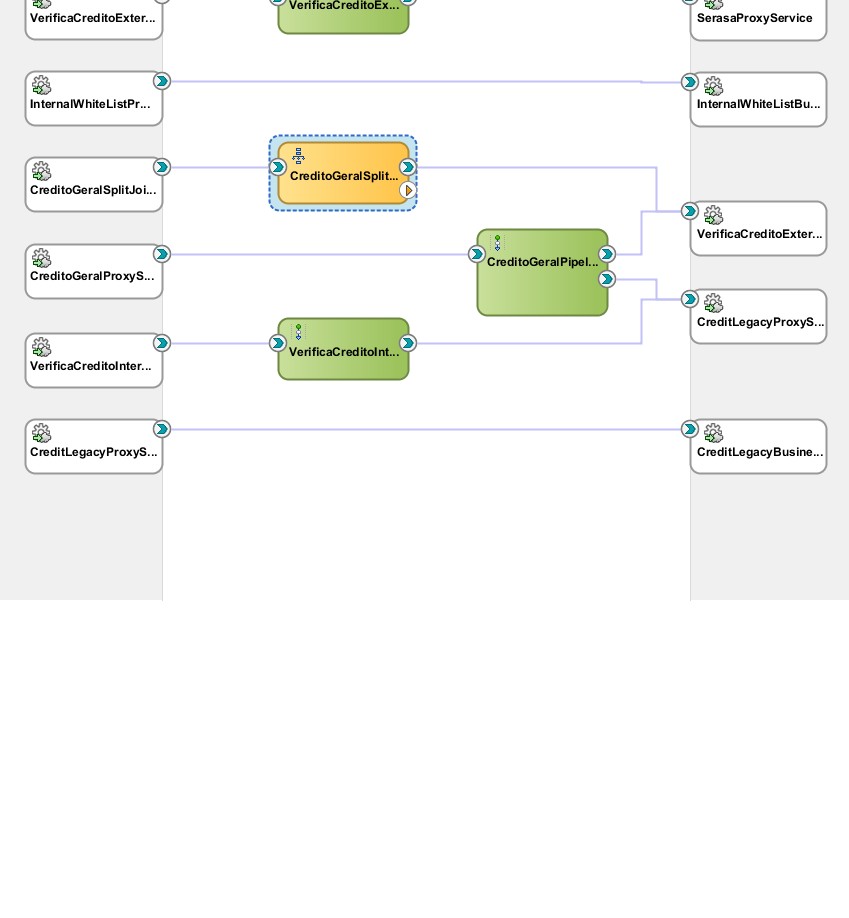 VerificaCreditoExter...
VerificaCreditoEx...
SerasaProxyService
InternalWhiteListPr...
InternalWhiteListBu...
CreditoGeralSplitJoi...
CreditoGeralSplit...
VerificaCreditoExter...
CreditoGeralProxyS...
CreditoGeralPipel...
CreditLegacyProxyS...
VerificaCreditoInter...
VerificaCreditoInt...
CreditLegacyProxyS...
CreditLegacyBusine...